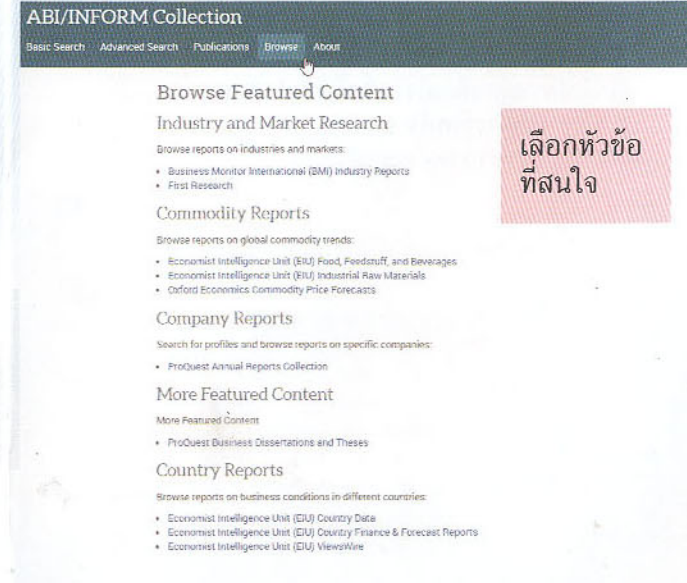 ABI/INFORM Collection
Basic Search Advanced Search Publications Browse About
Browse Featured Content
Industry and Market Research
Browse reports on industries and markets:
• Business Monitor International (BMI) Industry Reports
• First Research
เลือกหัวข้อ
ที่สนใจ
Commodity Reports
Browse reports on global commodity trends:
• Economist Intelligence Unit (EIU) Food, Feedstuff, and Beverages
• Economist Intelligence Unit (EIU) Industrial Raw Materials
• Oxford Economics Commodity Price Forecasts
Company Reports
Search for profiles and browse reports on specific companies:
• ProQuest Annual Reports Collection
More Featured Content
More Featured Content
• ProQuest Business Dissertations and Theses
Country Reports
Browse reports on business conditions in different countries:
• Economist Intelligence Unit (EIU) Country Data
• Economist Intelligence Unit (EIU) Country Finance & Forecast Reports
• Economist Intelligence Unit (EIU) ViewsWire